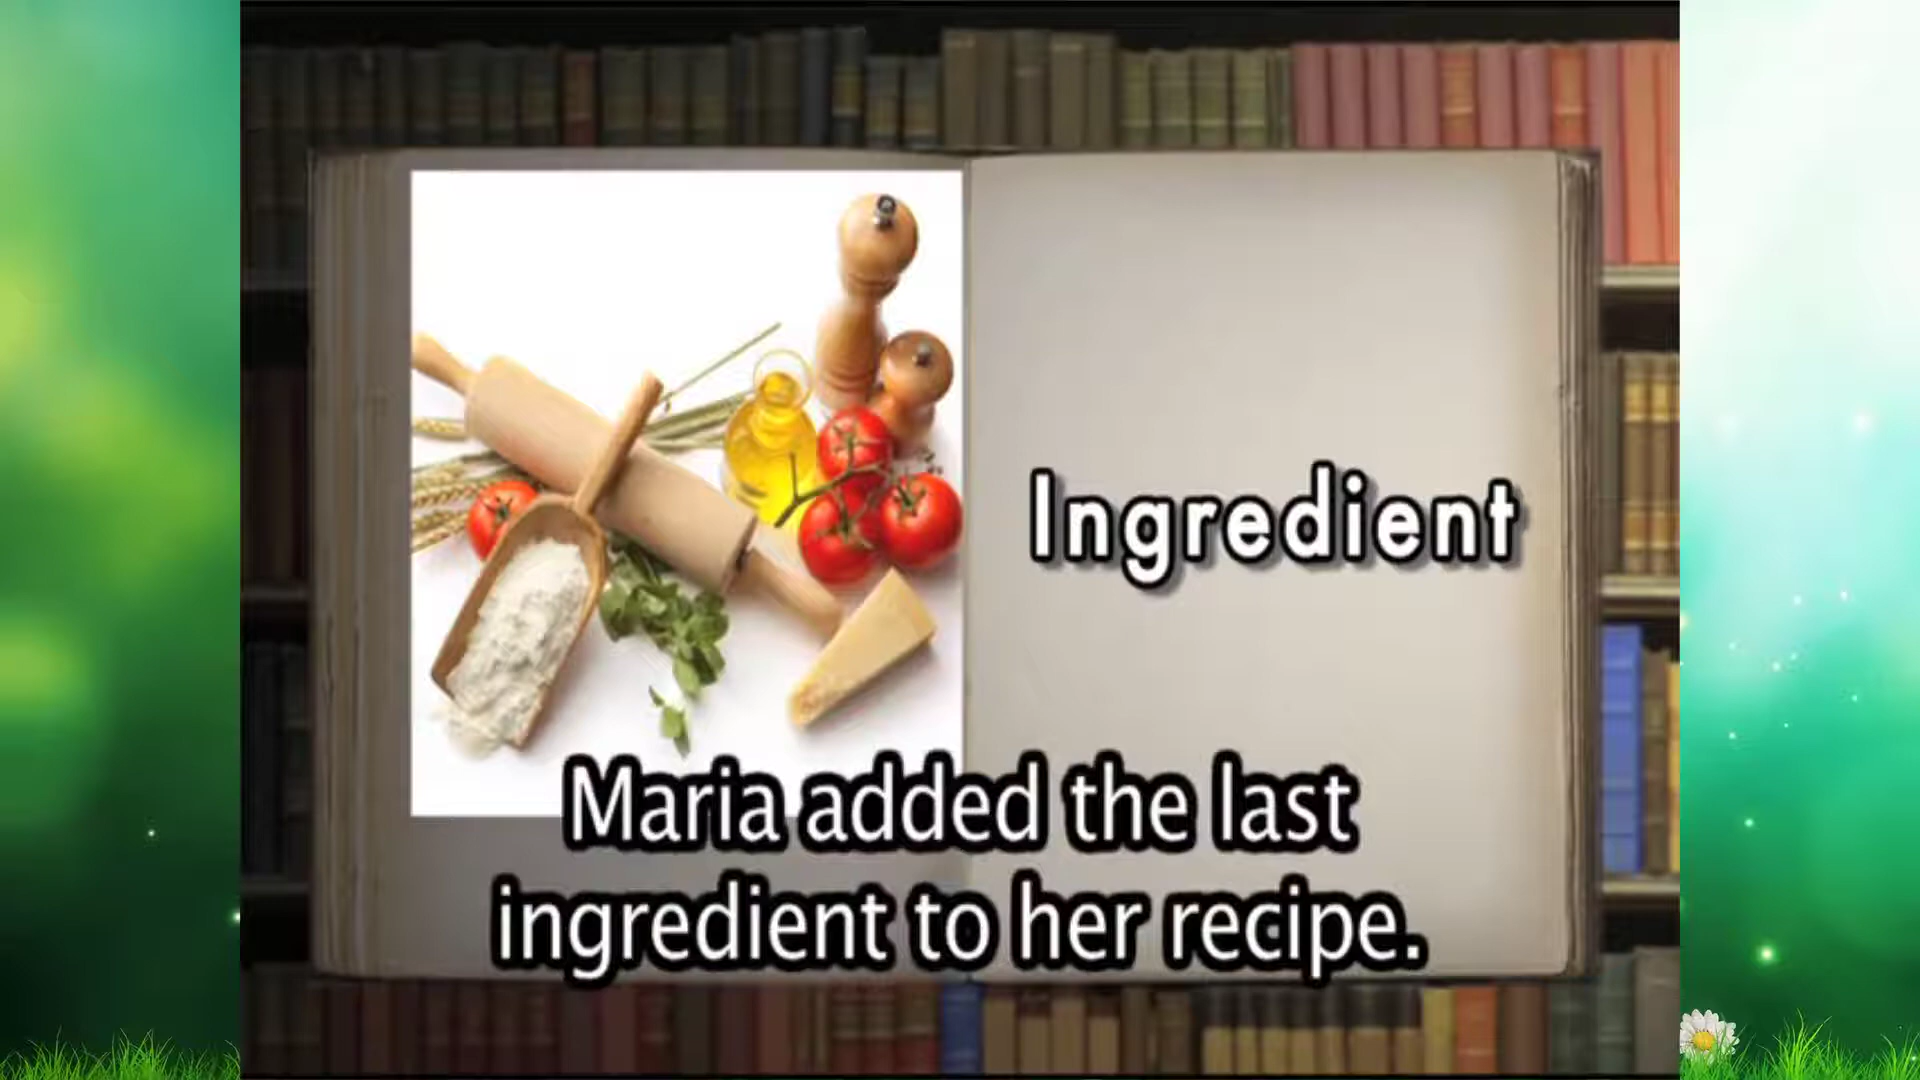 Ingredient
Maria added the last
ingredient to her recipe.